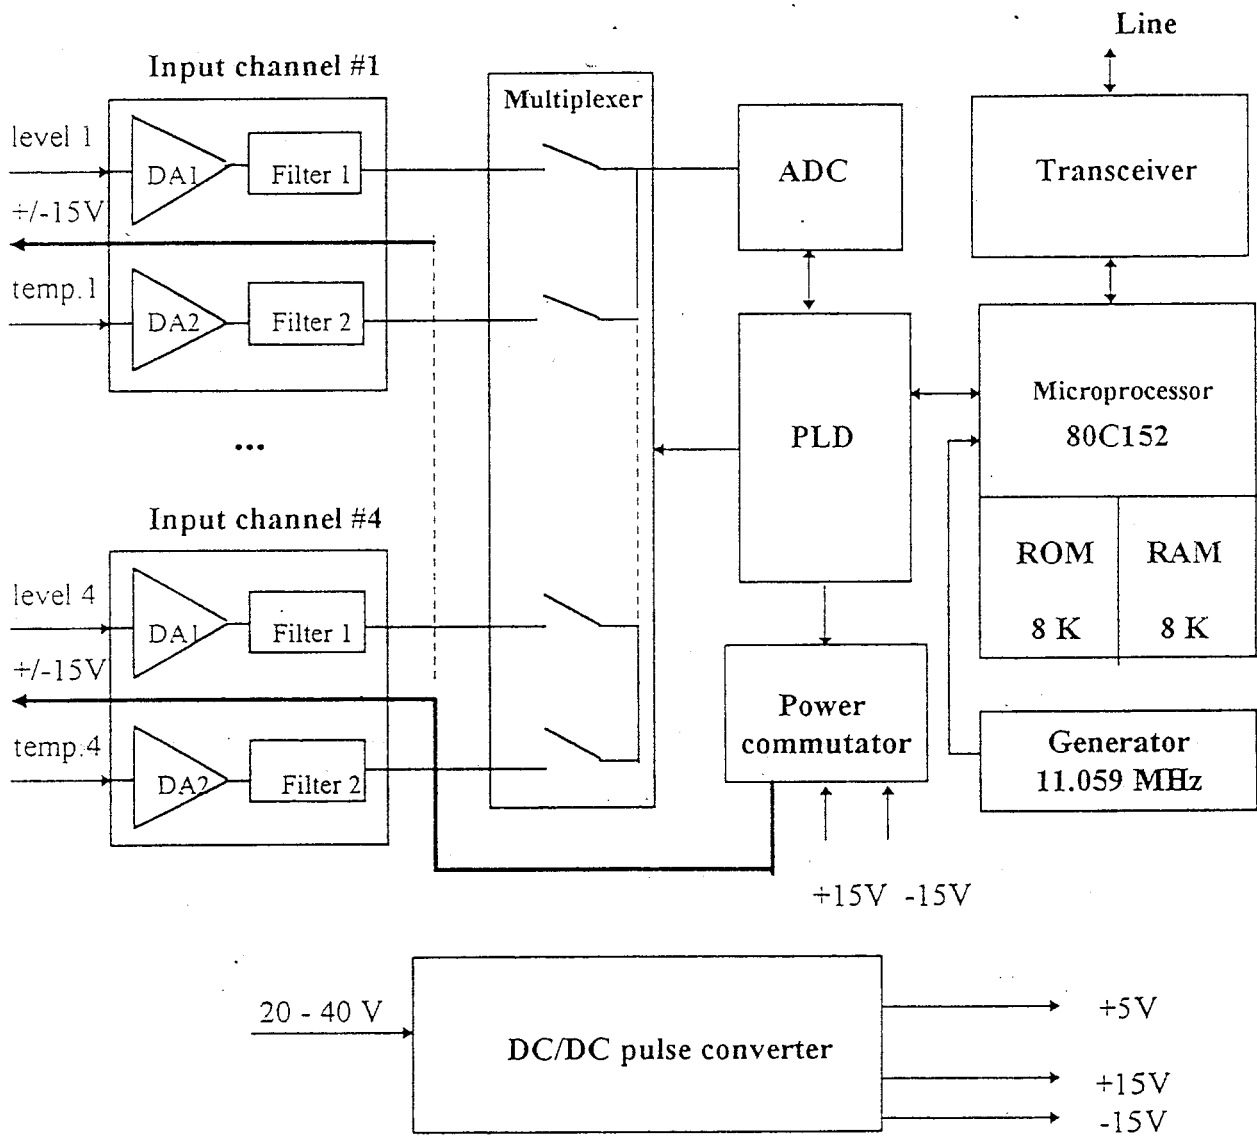 Line
Input channel #1
Multiplexer
level 1
DA1
Filter 1
ADC
Transceiver
+/-15V
temp.1
DA2
Filter 2
Microprocessor
80C152
PLD
...
Input channel #4
ROM
8 K
RAM
8 K
level 4
DA1
Filter 1
+/-15V
Power
commutator
Generator
11.059 MHz
temp.4
DA2
Filter 2
+15V -15V
20 - 40 V
DC/DC pulse converter
+5V
+15V
-15V